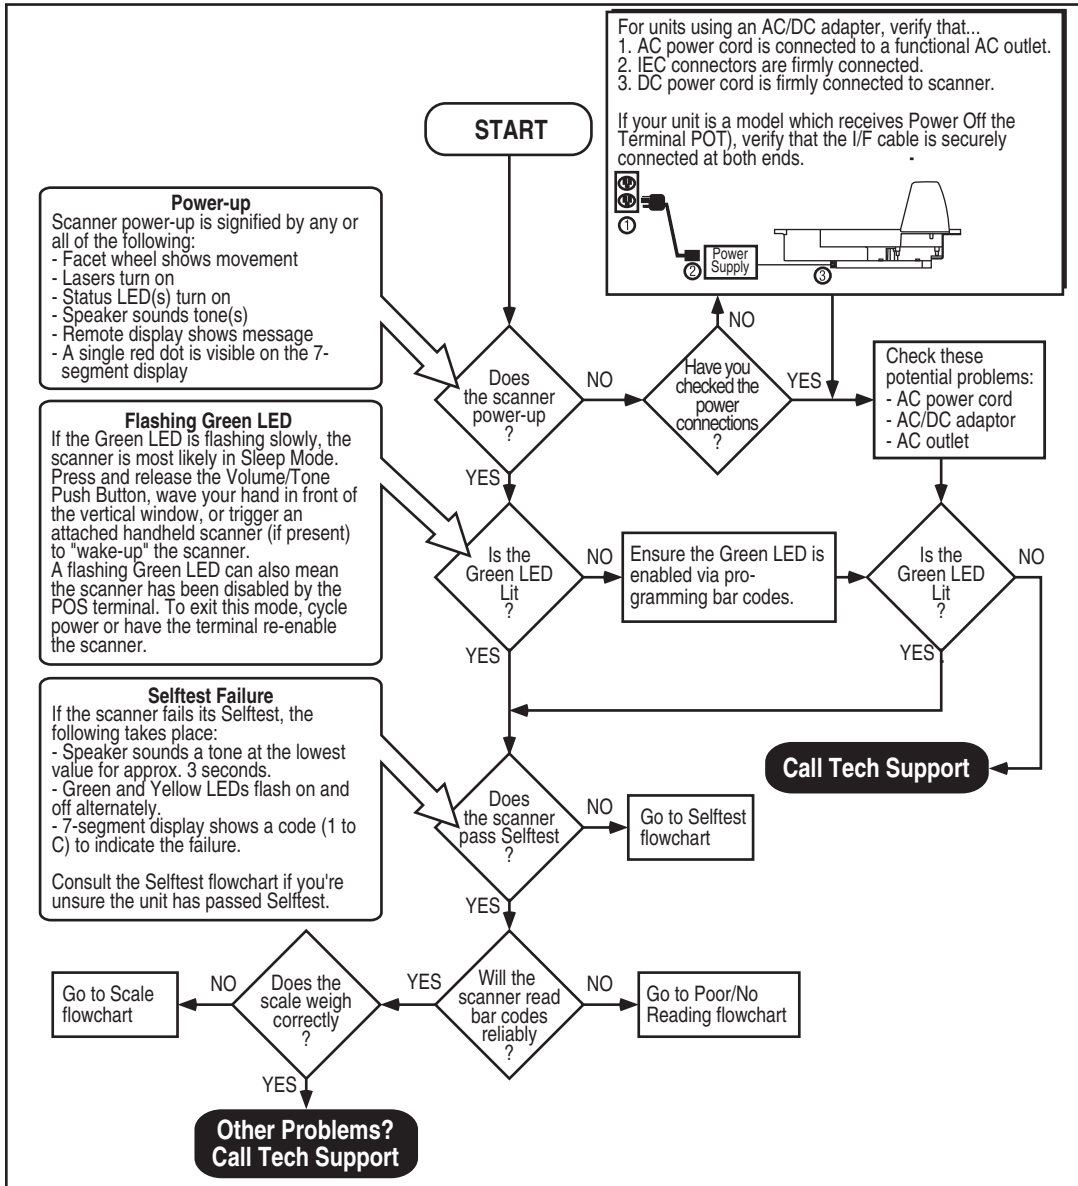 For units using an AC/DC adapter, verify that...
1. AC power cord is connected to a functional AC outlet.
2. IEC connectors are firmly connected.
3. DC power cord is firmly connected to scanner.
If your unit is a model which receives Power Off the
Terminal POT), verify that the I/F cable is securely
connected at both ends.
1
2
Power
Supply
3
START
Power-up
Scanner power-up is signified by any or
all of the following:
- Facet wheel shows movement
- Lasers turn on
- Status LED(s) turn on
- Speaker sounds tone(s)
- Remote display shows message
- A single red dot is visible on the 7-
segment display
Does
the scanner
power-up
?
NO
YES
Have you
checked the
power
connections
?
NO
YES
Check these
potential problems:
- AC power cord
- AC/DC adaptor
- AC outlet
Flashing Green LED
If the Green LED is flashing slowly, the
scanner is most likely in Sleep Mode.
Press and release the Volume/Tone
Push Button, wave your hand in front of
the vertical window, or trigger an
attached handheld scanner (if present)
to "wake-up" the scanner.
A flashing Green LED can also mean
the scanner has been disabled by the
POS terminal. To exit this mode, cycle
power or have the terminal re-enable
the scanner.
Is the
Green LED
Lit
?
NO
YES
Ensure the Green LED is
enabled via pro-
gramming bar codes.
Is the
Green LED
Lit
?
NO
YES
Call Tech Support
Selftest Failure
If the scanner fails its Selftest, the
following takes place:
- Speaker sounds a tone at the lowest
value for approx. 3 seconds.
- Green and Yellow LEDs flash on and
off alternately.
- 7-segment display shows a code (1 to
C) to indicate the failure.
Consult the Selftest flowchart if you're
unsure the unit has passed Selftest.
Does
the scanner
pass Selftest
?
NO
YES
Go to Selftest
flowchart
Will the
scanner read
bar codes
reliably
?
NO
YES
Go to Poor/No
Reading flowchart
Does the
scale weigh
correctly
?
NO
YES
Go to Scale
flowchart
Other Problems?
Call Tech Support